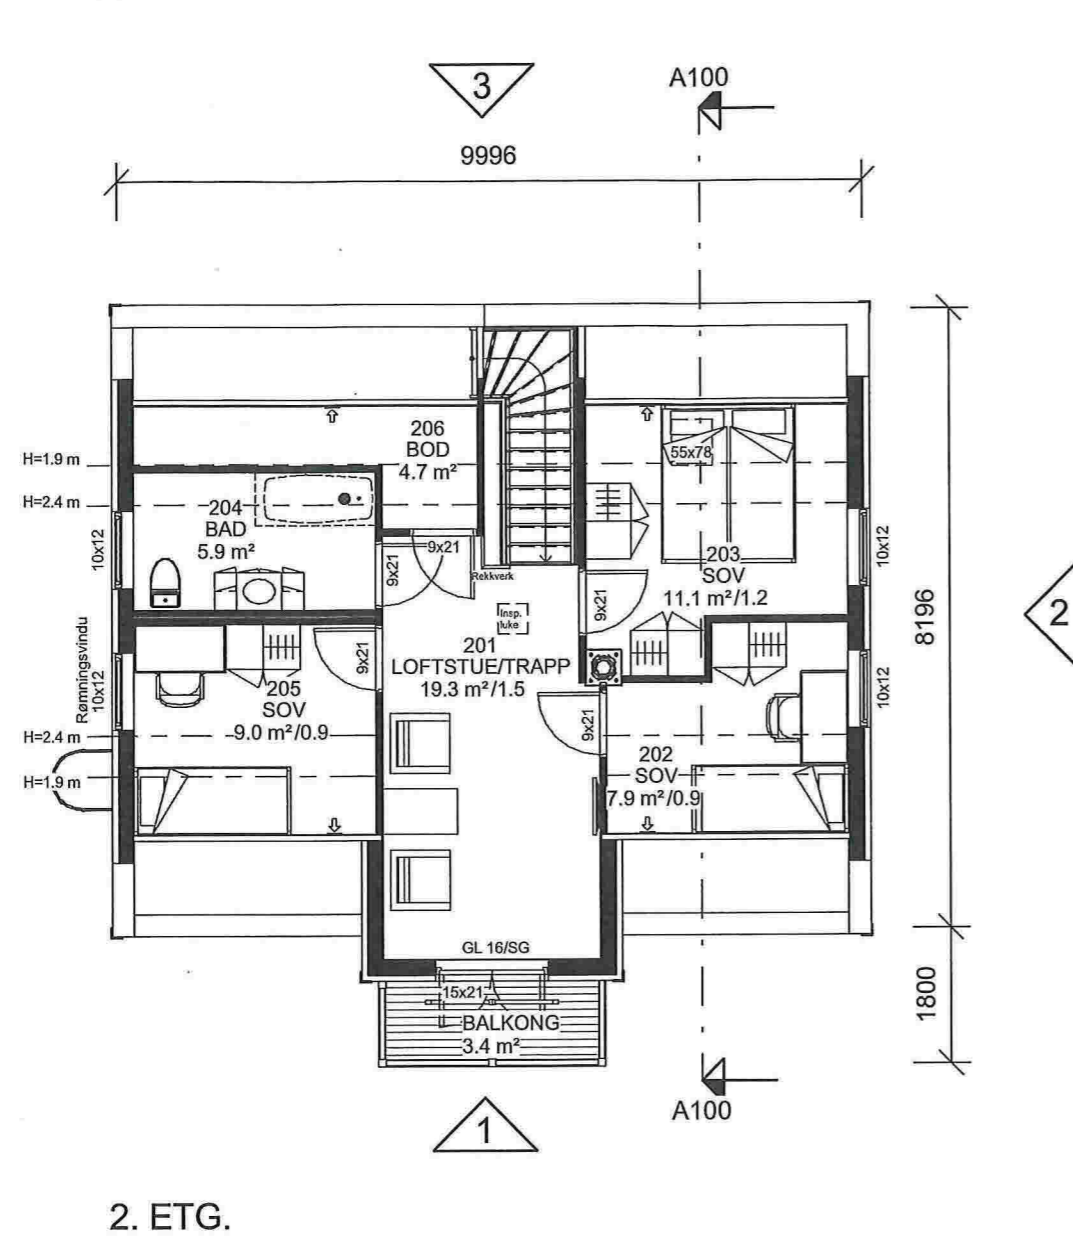 3
A100
9996
H=1.9 m
H=2.4 m
10x12
204
BAD
5.9 m²
206
BOD
4.7 m²
9x21
9x21
Rekkverk
Insp.
luke
55x78
203
SOV
11.1 m²/1.2
9x21
10x12
8196
2
201
LOFTSTUE/TRAPP
19.3 m²/1.5
Rømningsvindu
10x12
H=2.4 m
H=1.9 m
205
SOV
9.0 m²/0.9
9x21
9x21
202
SOV
7.9 m²/0.9
10x12
GL 16/SG
15x21
BALKONG
3.4 m²
1800
A100
1
2. ETG.